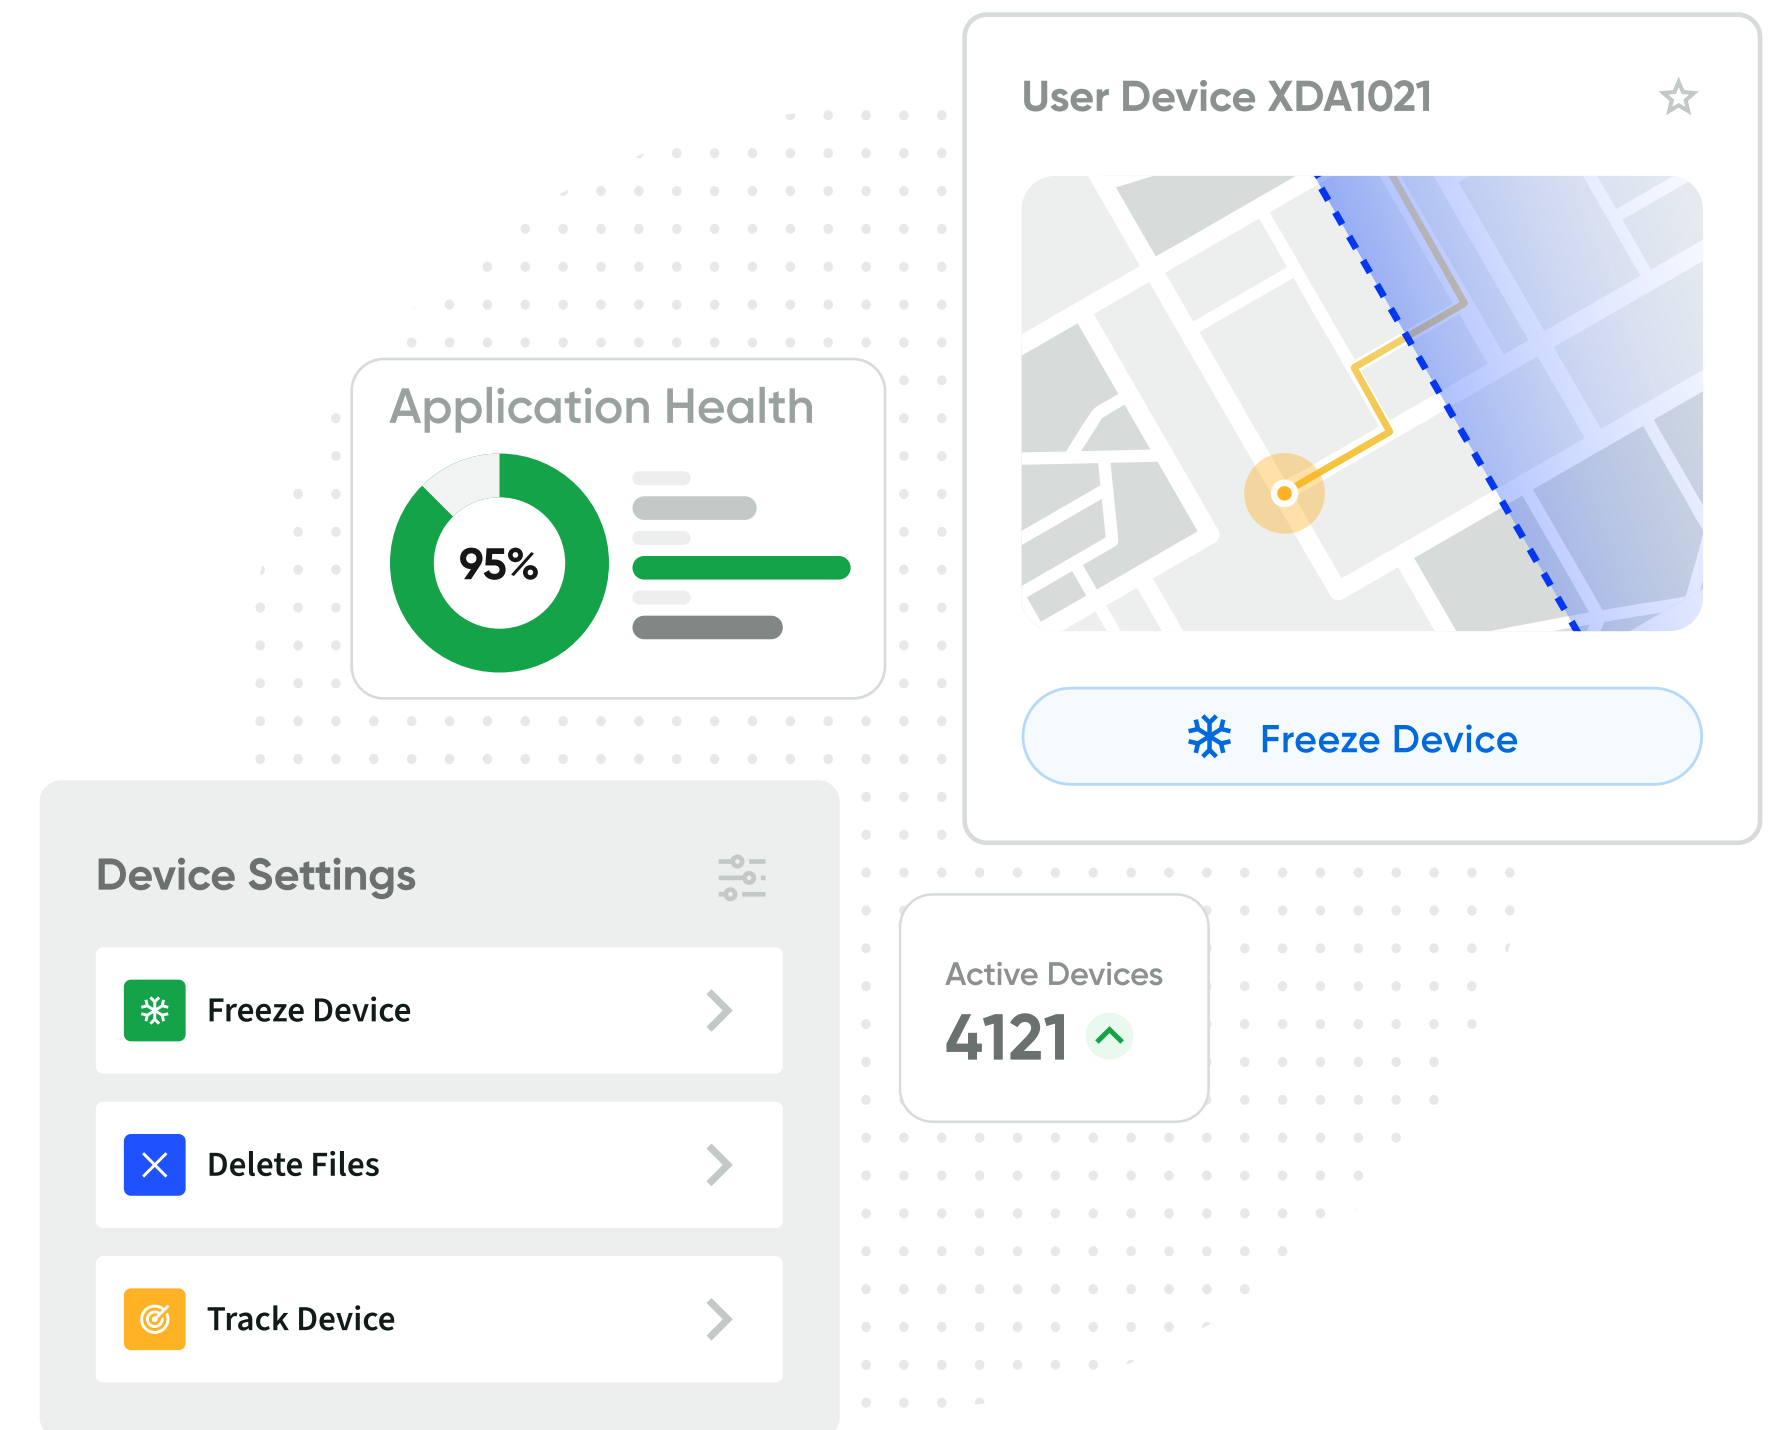 User Device XDA1021
Application Health
95%
Freeze Device
Device Settings
Freeze Device
Delete Files
Track Device
Active Devices
4121